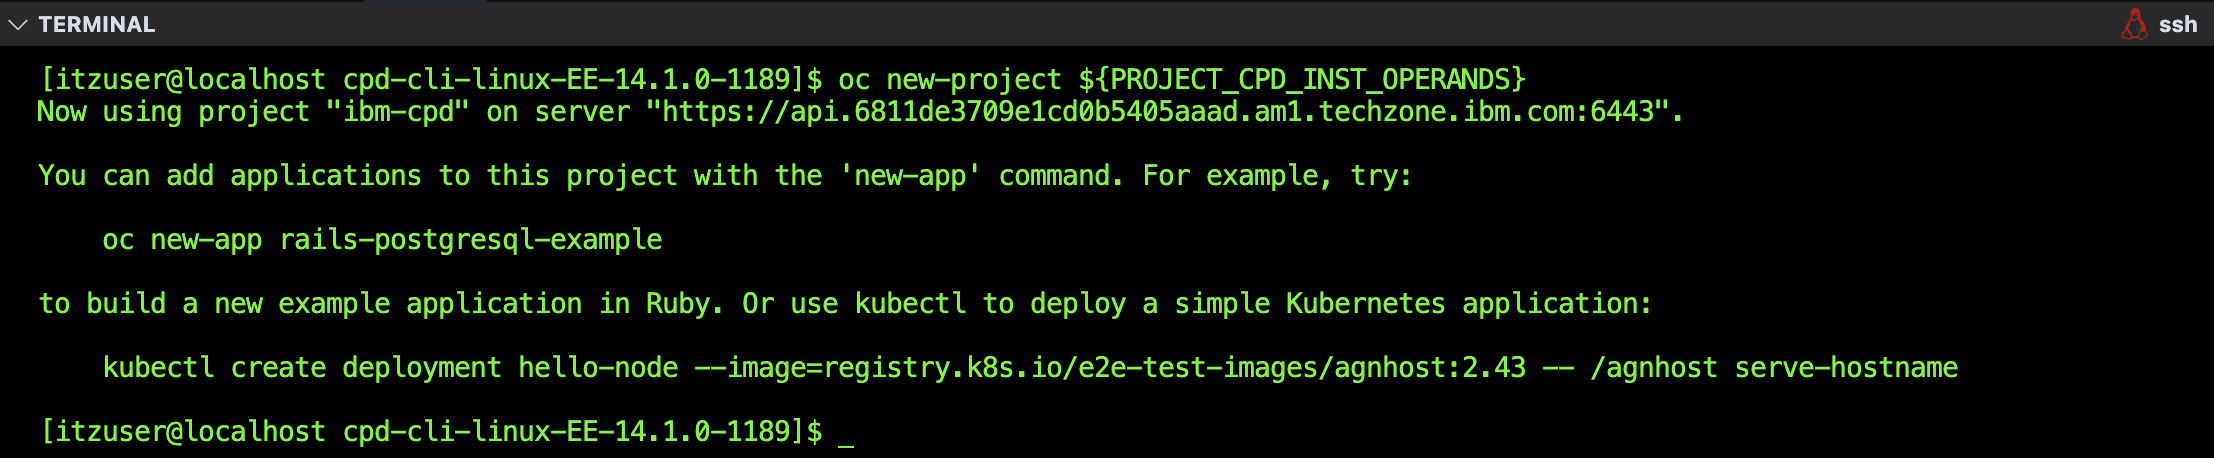 TERMINAL
ssh
[itzuser@localhost cpd-cli-linux-EE-14.1.0-1189]$ oc new-project ${PROJECT_CPD_INST_OPERANDS}
Now using project "ibm-cpd" on server "https://api.6811de3709e1cd0b5405aaad.am1.techzone.ibm.com:6443".
You can add applications to this project with the 'new-app' command. For example, try:
oc new-app rails-postgresql-example
to build a new example application in Ruby. Or use kubectl to deploy a simple Kubernetes application:
kubectl create deployment hello-node --image=registry.k8s.io/e2e-test-images/agnhost:2.43 -- /agnhost serve-hostname
[itzuser@localhost cpd-cli-linux-EE-14.1.0-1189]$ _